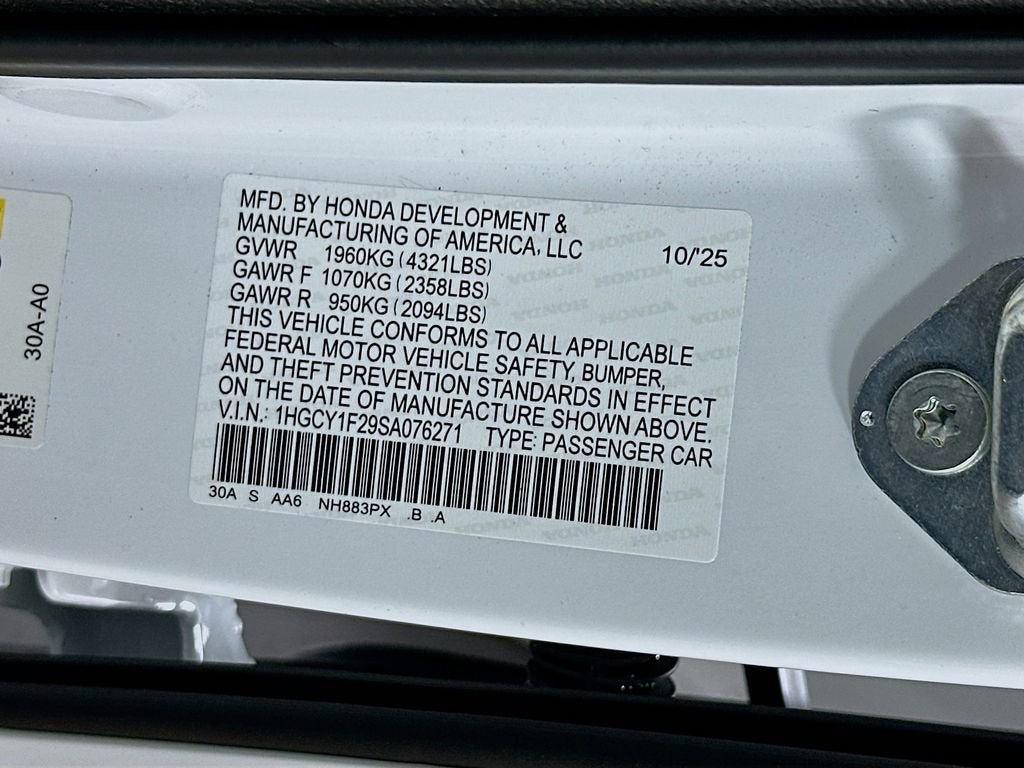 MFD. BY HONDA DEVELOPMENT &
MANUFACTURING OF AMERICA, LLC
10/'25
GVWR 1960KG (4321LBS)
GAWR F 1070KG (2358LBS)
GAWR R 950KG (2094LBS)
THIS VEHICLE CONFORMS TO ALL APPLICABLE
FEDERAL MOTOR VEHICLE SAFETY, BUMPER,
AND THEFT PREVENTION STANDARDS IN EFFECT
ON THE DATE OF MANUFACTURE SHOWN ABOVE.
V.I.N.: 1HGCY1F29SA076271 TYPE: PASSENGER CAR
30A S AA6 NH883PX .B .A
30A-A0